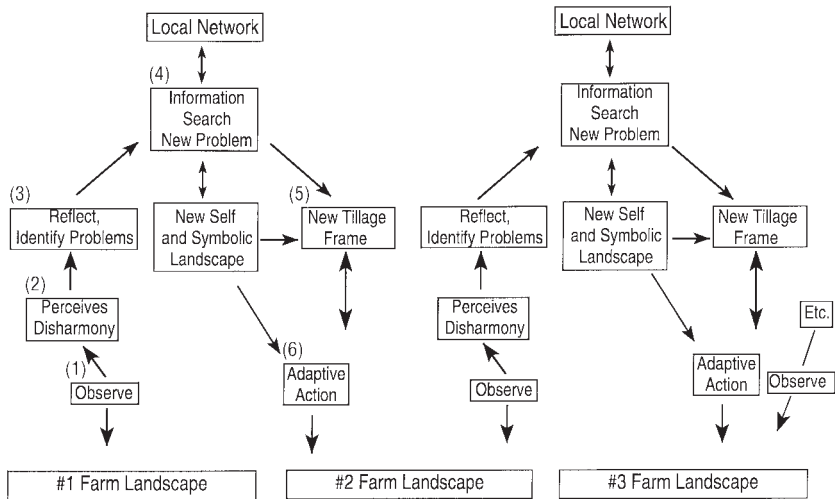 Local Network
(4)
Information
Search
New Problem
(3)
Reflect,
Identify Problems
New Self
and Symbolic
Landscape
(5)
New Tillage
Frame
(2)
Perceives
Disharmony
(1)
Observe
(6)
Adaptive
Action
#1 Farm Landscape
Local Network
Information
Search
New Problem
Reflect,
Identify Problems
New Self
and Symbolic
Landscape
New Tillage
Frame
Perceives
Disharmony
Observe
Adaptive
Action
Etc.
Observe
#2 Farm Landscape
#3 Farm Landscape